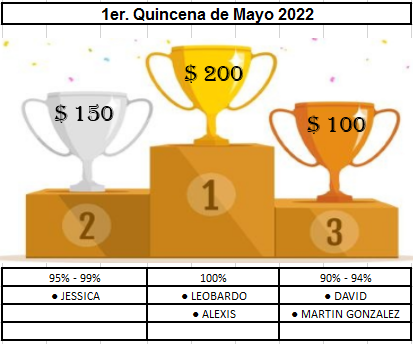 1er. Quincena de Mayo 2022
$ 200
$ 150
$ 100
1
2
3
95% - 99% 100% 90% - 94%
● JESSICA ● LEOBARDO ● DAVID
● ALEXIS ● MARTIN GONZALEZ